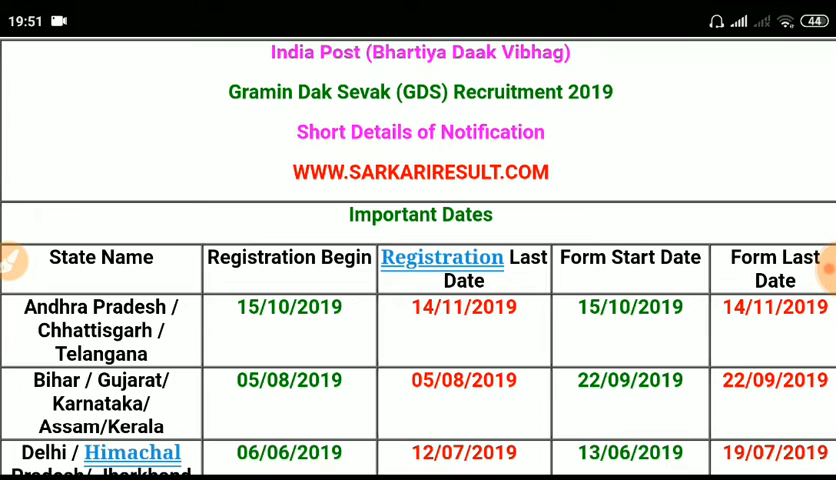 19:51 44
India Post (Bhartiya Daak Vibhag)
Gramin Dak Sevak (GDS) Recruitment 2019
Short Details of Notification
WWW.SARKARIRESULT.COM
Important Dates
State Name Registration Begin Registration Last Date Form Start Date Form Last Date
Andhra Pradesh / 15/10/2019 14/11/2019 15/10/2019 14/11/2019
Chhattisgarh /
Telangana
Bihar / Gujarat/ 05/08/2019 05/08/2019 22/09/2019 22/09/2019
Karnataka/
Assam/Kerala
Delhi / Himachal 06/06/2019 12/07/2019 13/06/2019 19/07/2019
Pradesh/ Jharkhand